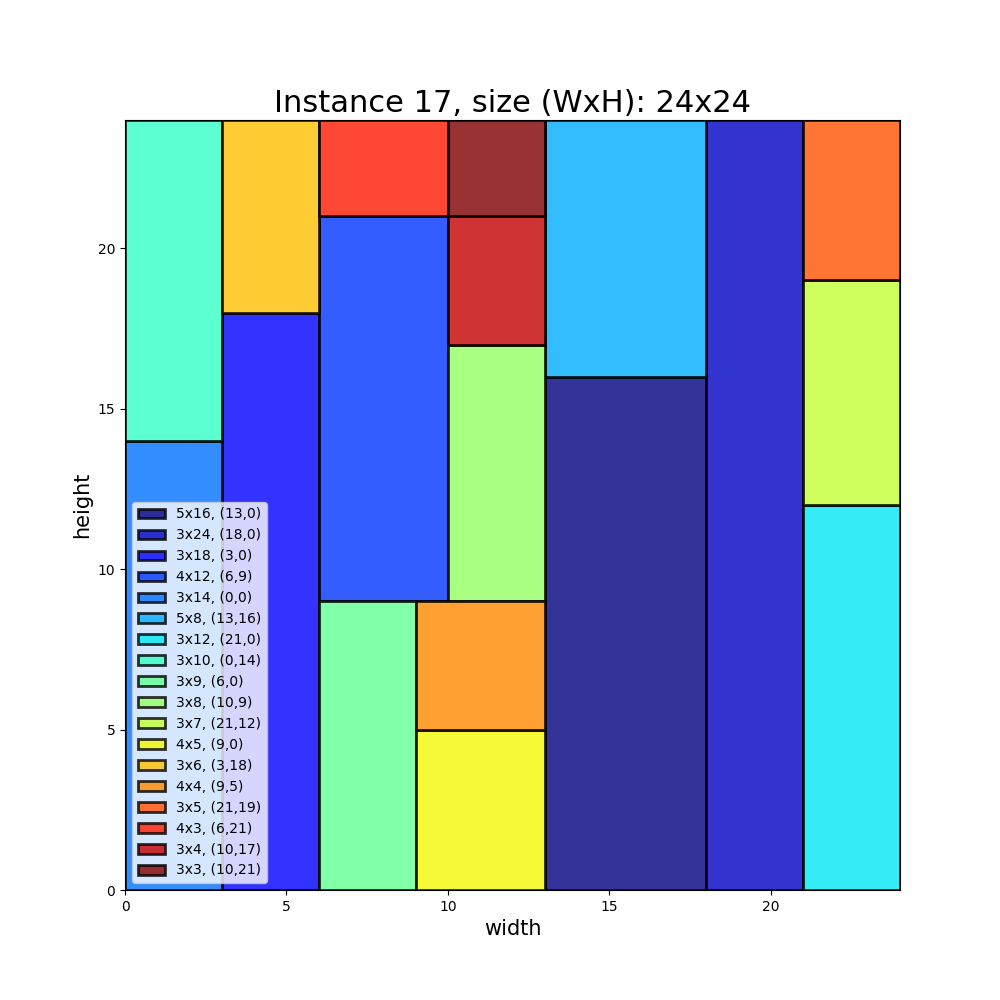 Instance 17, size (WxH): 24x24
height
20
15
10
5
0
5x16, (13,0)
3x24, (18,0)
3x18, (3,0)
4x12, (6,9)
3x14, (0,0)
5x8, (13,16)
3x12, (21,0)
3x10, (0,14)
3x9, (6,0)
3x8, (10,9)
3x7, (21,12)
4x5, (9,0)
3x6, (3,18)
4x4, (9,5)
3x5, (21,19)
4x3, (6,21)
3x4, (10,17)
3x3, (10,21)
0 5 10 15 20
width